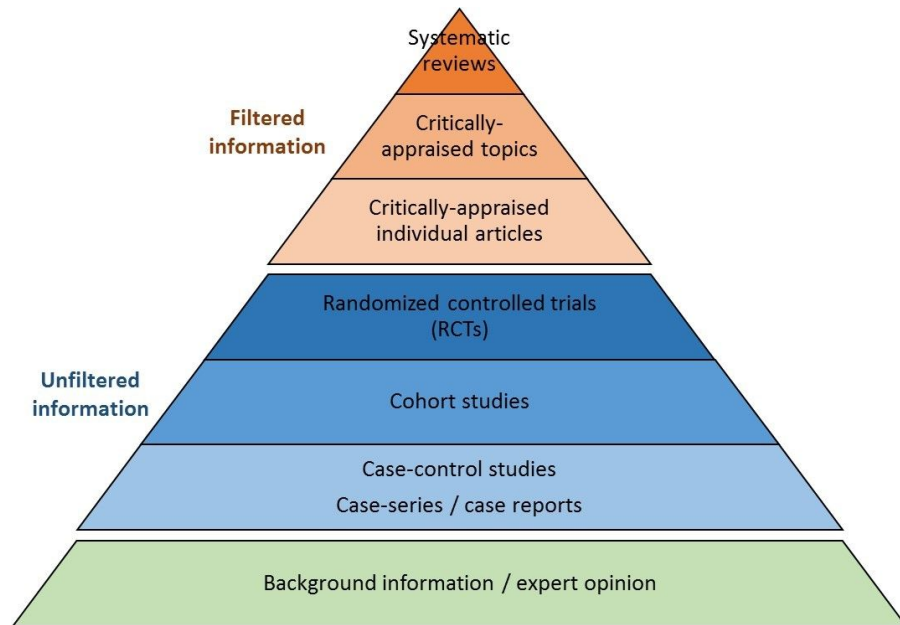 Systematic
reviews
Filtered
information
Critically-
appraised topics
Critically-appraised
individual articles
Randomized controlled trials
(RCTs)
Unfiltered
information
Cohort studies
Case-control studies
Case-series / case reports
Background information / expert opinion